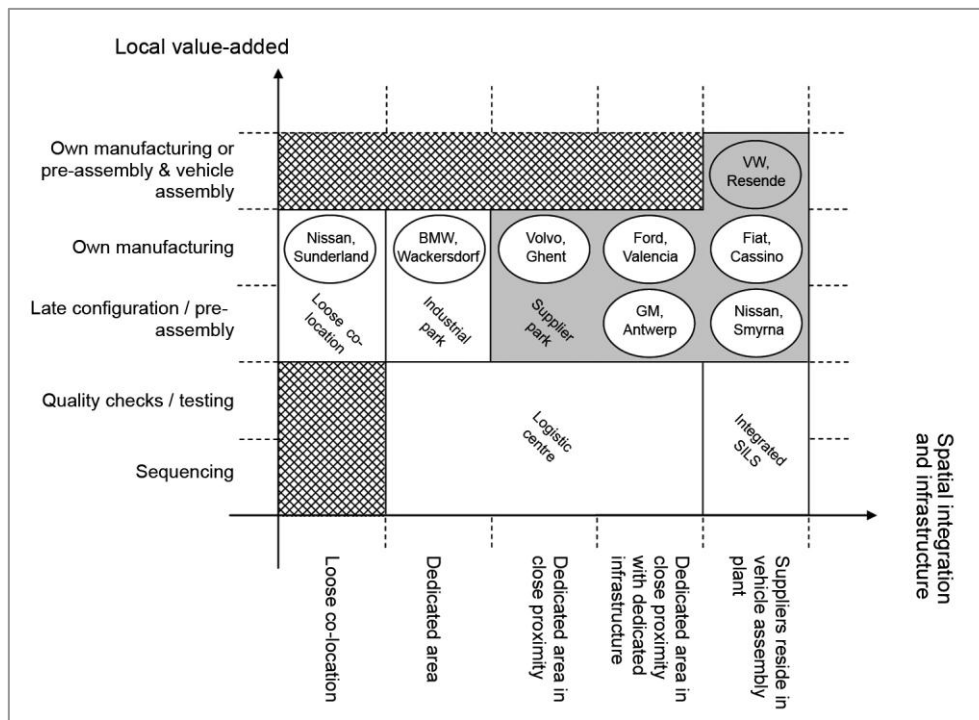 Local value-added
Own manufacturing or
pre-assembly & vehicle
assembly
VW,
Resende
Own manufacturing
Nissan,
Sunderland
BMW,
Wackersdorf
Volvo,
Ghent
Ford,
Valencia
Fiat,
Cassino
Late configuration / pre-
assembly
Loose co-
location
Industrial
park
Supplier
park
GM,
Antwerp
Nissan,
Smyrna
Quality checks / testing
Sequencing
Logistic
centre
Integrated
SILS
Spatial integration
and infrastructure
Loose co-location
Dedicated area
Dedicated area in
close proximity
Dedicated area in
close proximity
with dedicated
infrastructure
Suppliers reside in
vehicle assembly
plant